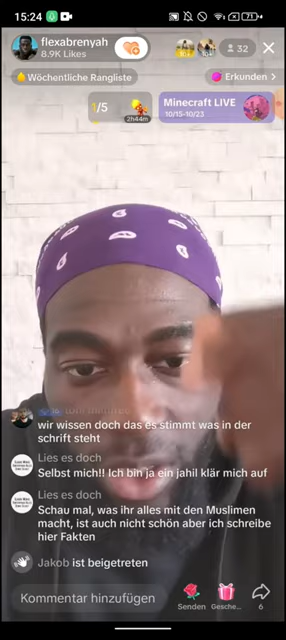 15:24
71%
flexabrenyah
8.9K Likes
32
Wöchentliche Rangliste
Erkunden >
1/5
2h44m
Minecraft LIVE
10/15-10/23
wir wissen doch das es stimmt was in der
schrift steht
Lies es doch
Selbst mich!! Ich bin ja ein jahil klär mich auf
Lies es doch
Schau mal, was ihr alles mit den Muslimen
macht, ist auch nicht schön aber ich schreibe
hier Fakten
Jakob ist beigetreten
Kommentar hinzufügen
Senden
Gesche...
6